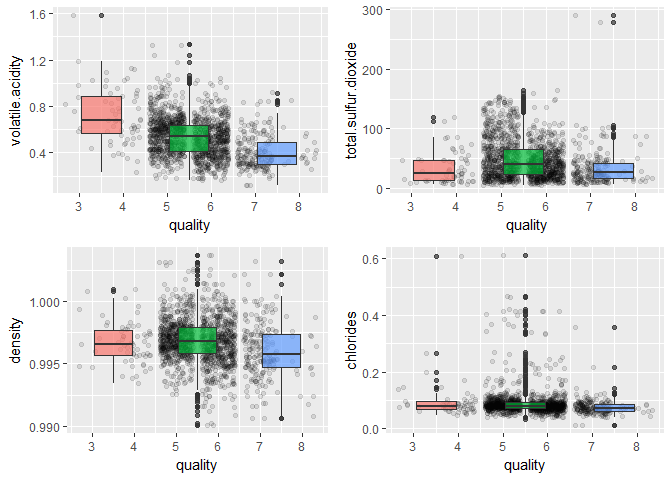 1.6
1.2
0.8
0.4
volatile.acidity
3 4 5 6 7 8
quality
300
200
100
0
total.sulfur.dioxide
3 4 5 6 7 8
quality
1.000
0.995
0.990
density
3 4 5 6 7 8
quality
0.6
0.4
0.2
0.0
chlorides
3 4 5 6 7 8
quality